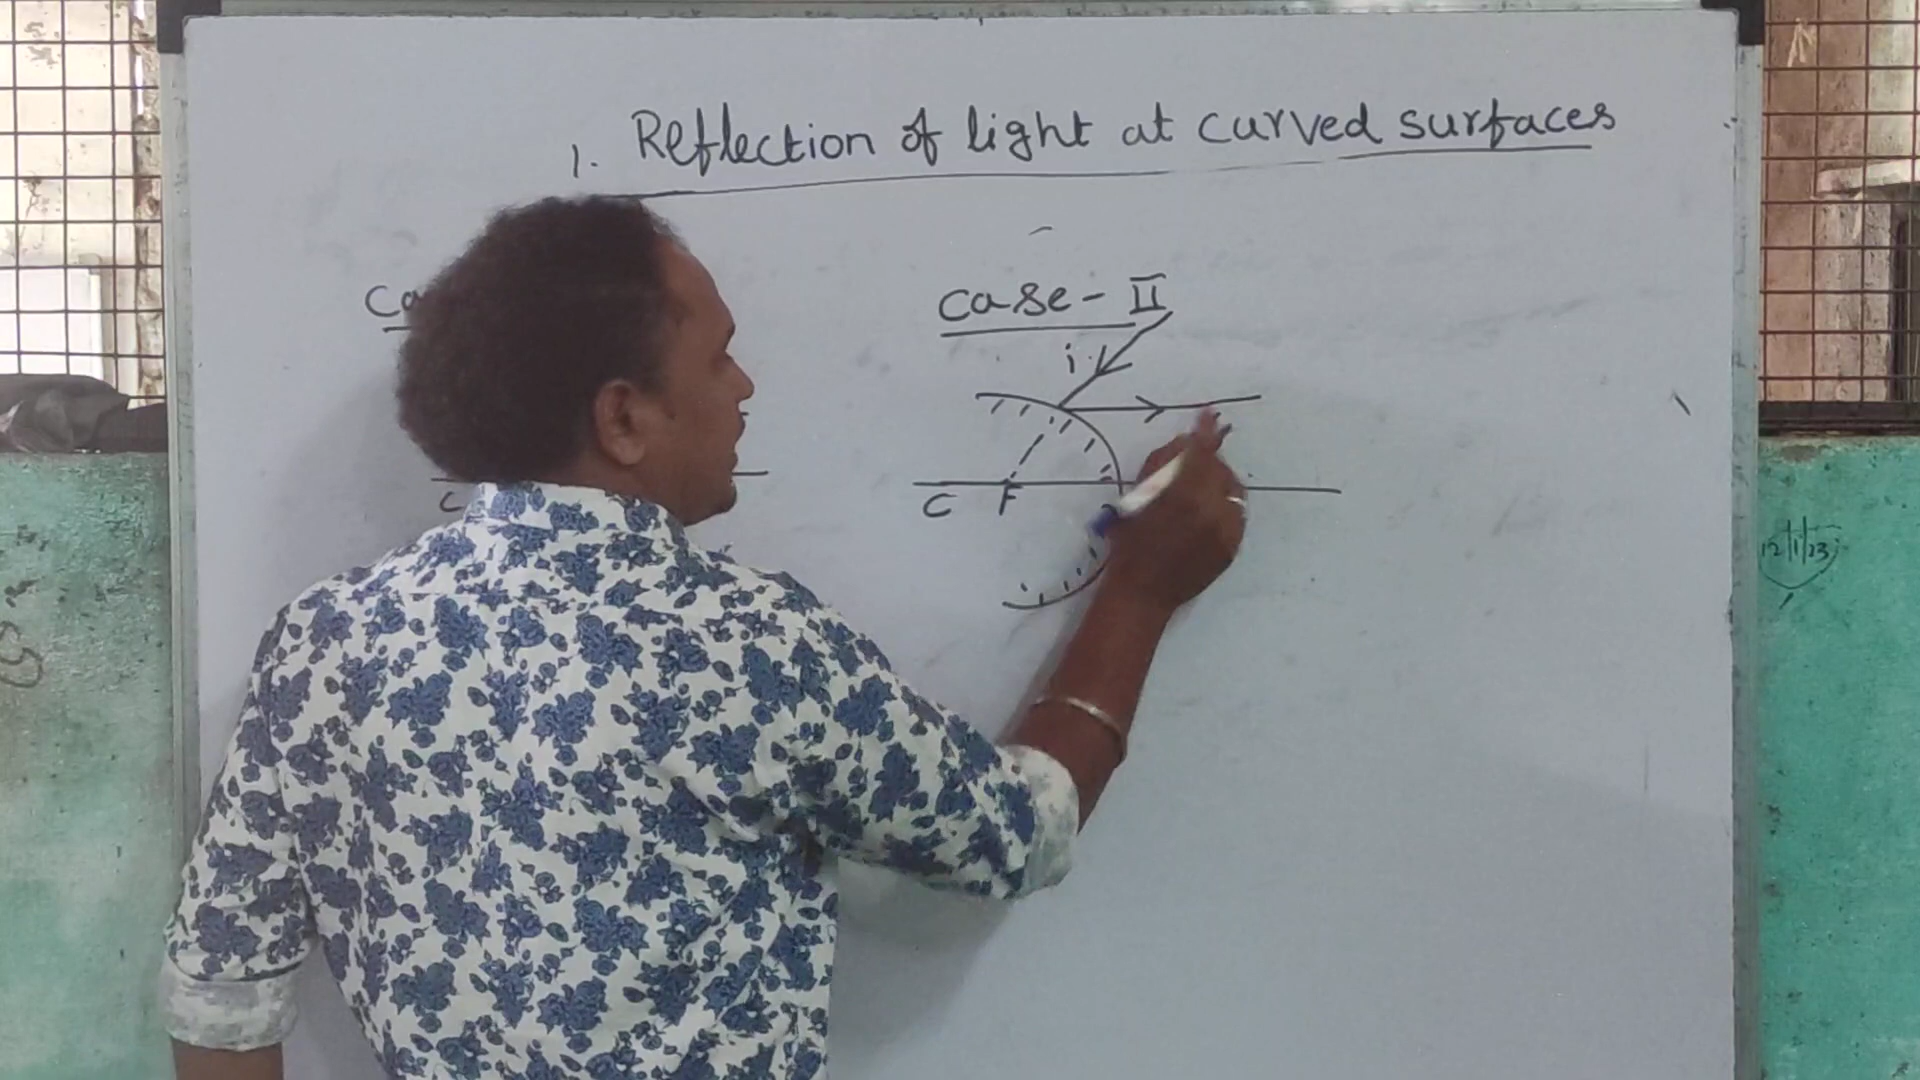 1. Reflection of light at curved surfaces
case - II
i
C F
C
12/1/23